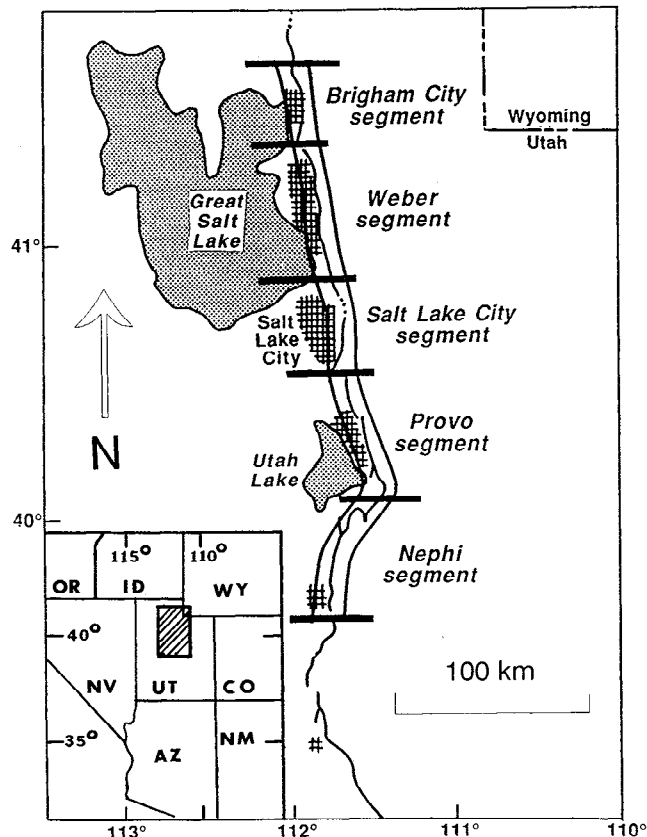 Brigham City
segment
Wyoming
Utah
Great
Salt
Lake
Weber
segment
41°
Salt
Lake
City
Salt Lake City
segment
N
Provo
segment
Utah
Lake
40°
Nephi
segment
115° 110°
OR ID WY
40°
NV UT CO
35°
AZ NM
100 km
113° 112° 111° 110°